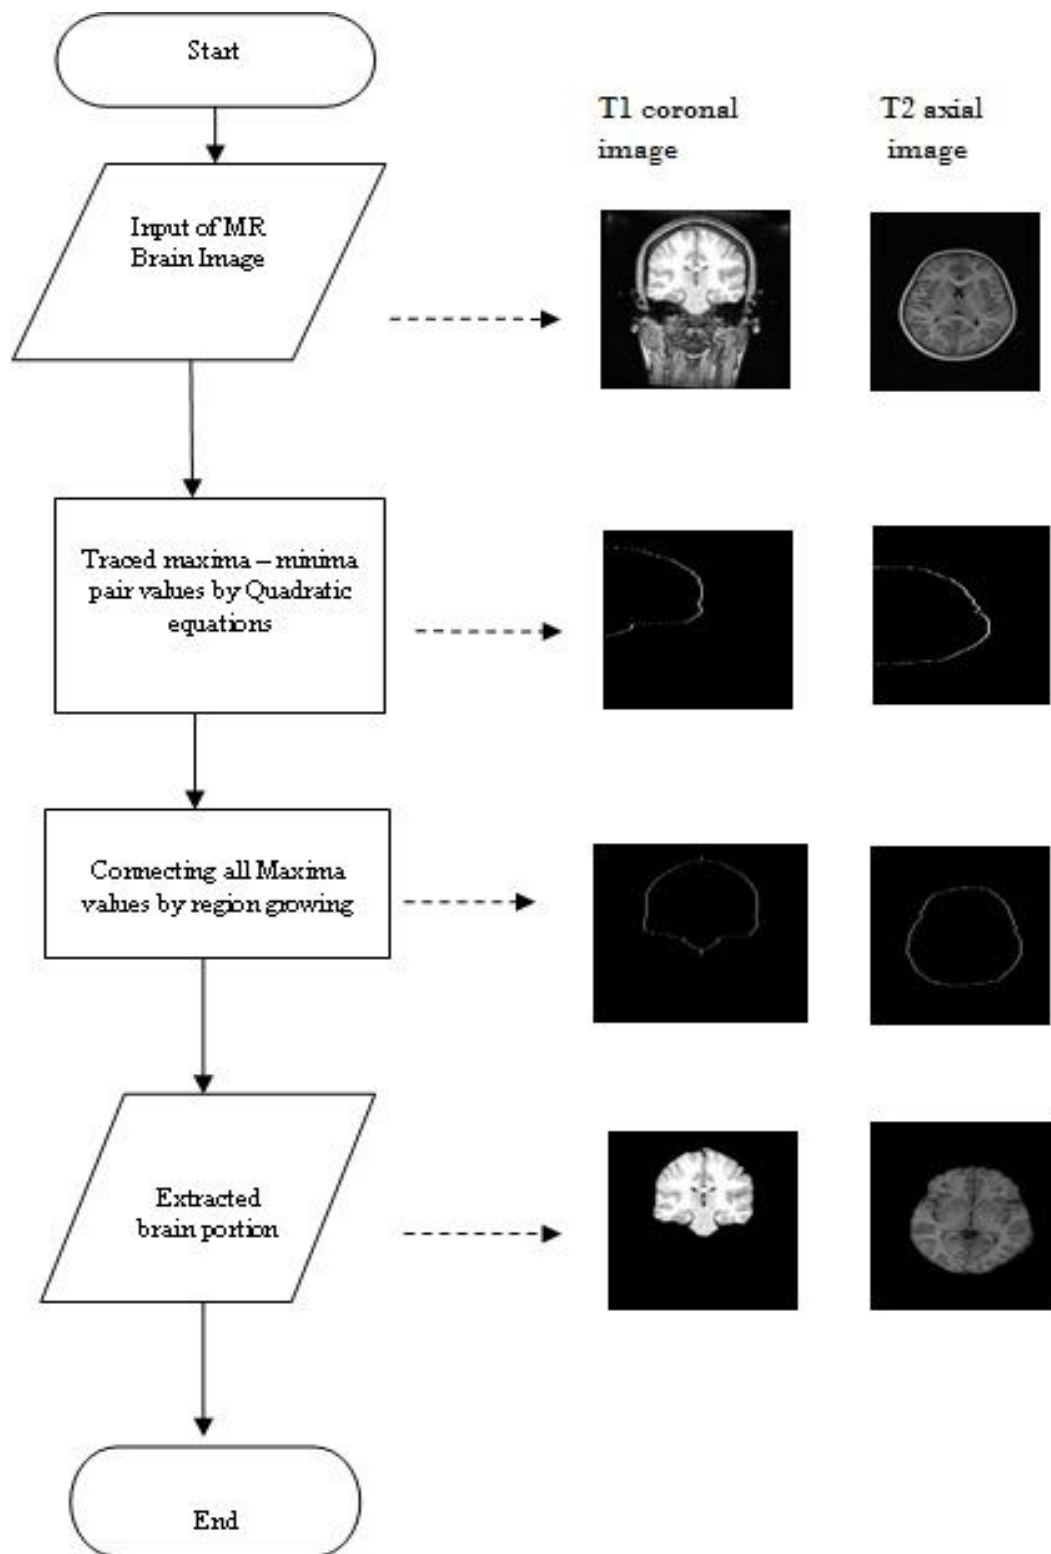 Start
T1 coronal
image
T2 axial
image
Input of MR
Brain Image
Traced maxima – minima
pair values by Quadratic
equations
Connecting all Maxima
values by region growing
Extracted
brain portion
End